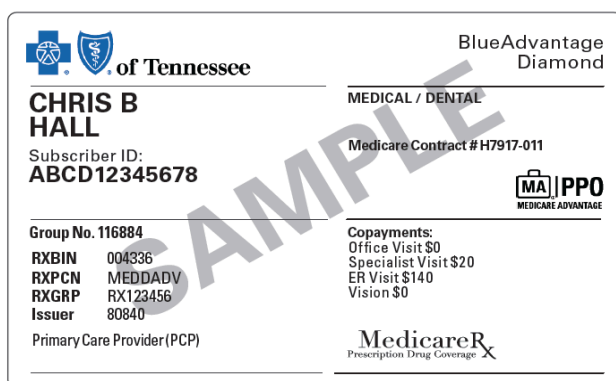 of Tennessee
BlueAdvantage
Diamond
CHRIS B
HALL
Subscriber ID:
ABCD12345678
MEDICAL / DENTAL
Medicare Contract # H7917-011
MA PPO
MEDICARE ADVANTAGE
SAMPLE
Group No. 116884
RXBIN 004336
RXPCN MEDDADV
RXGRP RX123456
Issuer 80840
Primary Care Provider (PCP)
Copayments:
Office Visit $0
Specialist Visit $20
ER Visit $140
Vision $0
MedicareRx
Prescription Drug Coverage